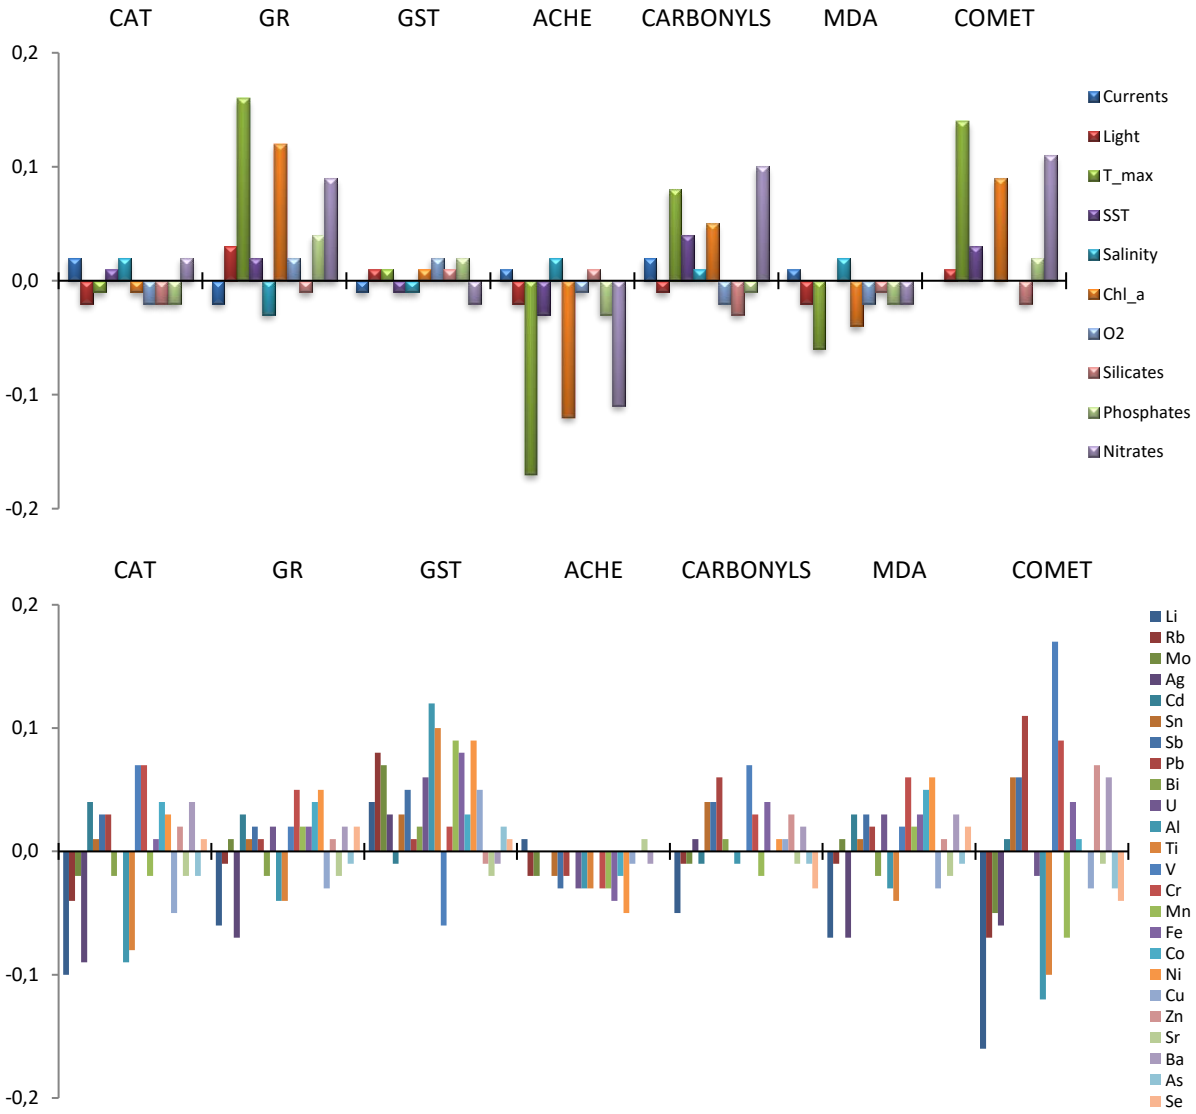 CAT GR GST ACHE CARBONYLS MDA COMET
0,2
0,1
0,0
-0,1
-0,2
Currents
Light
T_max
SST
Salinity
Chl_a
O2
Silicates
Phosphates
Nitrates
CAT GR GST ACHE CARBONYLS MDA COMET
0,2
0,1
0,0
-0,1
-0,2
Li
Rb
Mo
Ag
Cd
Sn
Sb
Pb
Bi
U
Al
Ti
V
Cr
Mn
Fe
Co
Ni
Cu
Zn
Sr
Ba
As
Se